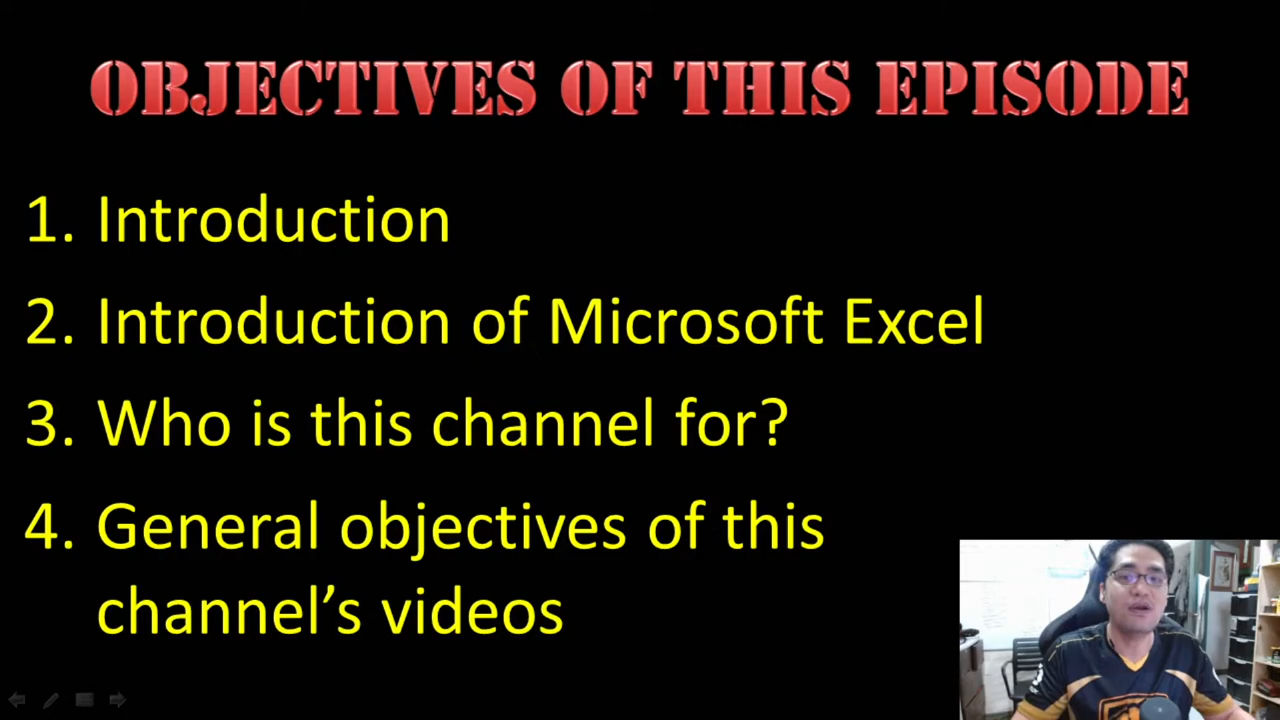 OBJECTIVES OF THIS EPISODE
1. Introduction
2. Introduction of Microsoft Excel
3. Who is this channel for?
4. General objectives of this
channel’s videos